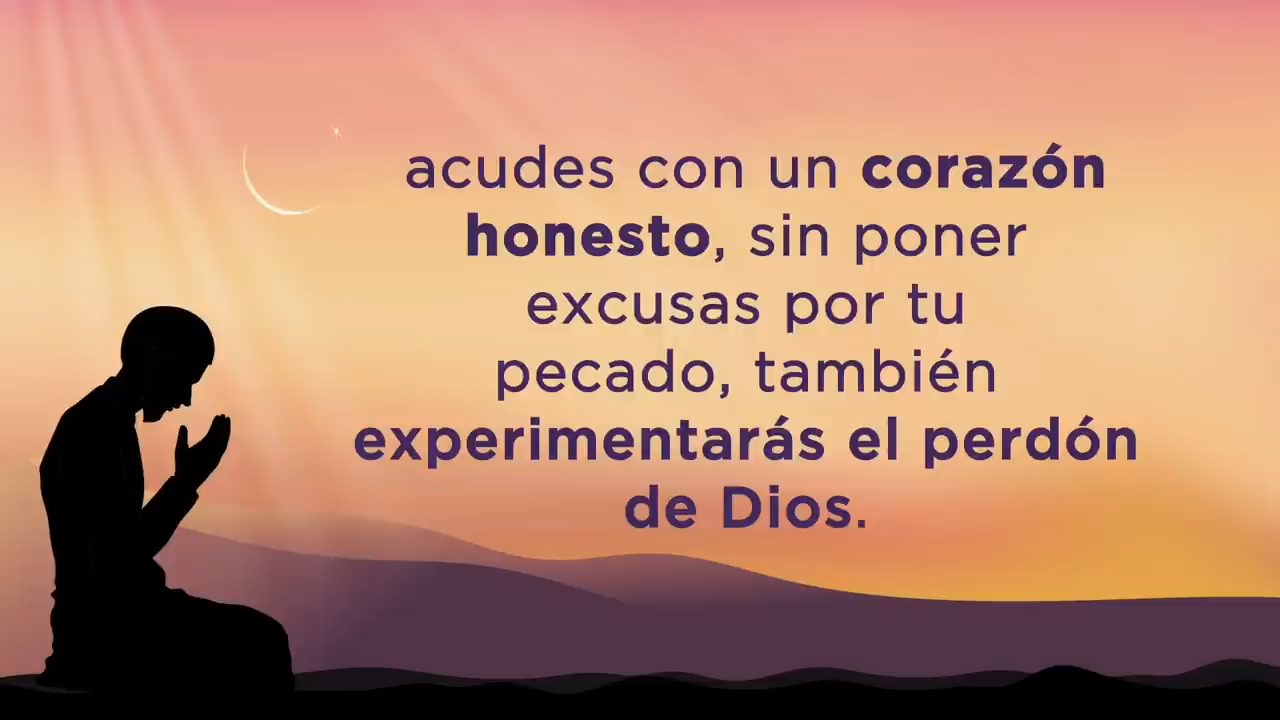 acudes con un corazón
honesto, sin poner
excusas por tu
pecado, también
experimentarás el perdón
de Dios.